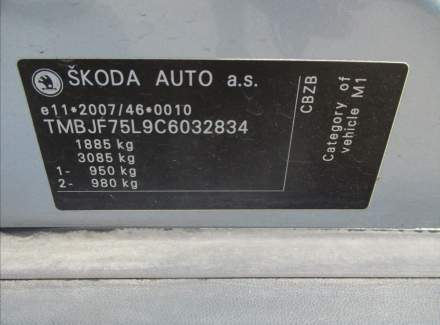 ŠKODA AUTO a.s.
e11*2007/46*0010
TMBJF75L9C6032834
1885 kg
3085 kg
1- 950 kg
2- 980 kg
CBZB
Category of
vehicle M1